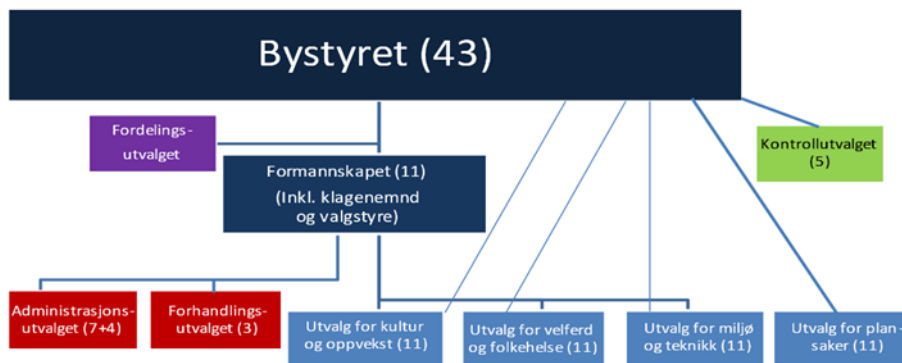 Bystyret (43)
Fordelings-
utvalget
Kontrollutvalget
(5)
Formannskapet (11)
(Inkl. klagenemnd
og valgstyre)
Administrasjons-
utvalget (7+4)
Forhandlings-
utvalget (3)
Utvalg for kultur
og oppvekst (11)
Utvalg for velferd
og folkehelse (11)
Utvalg for miljø
og teknikk (11)
Utvalg for plan-
saker (11)